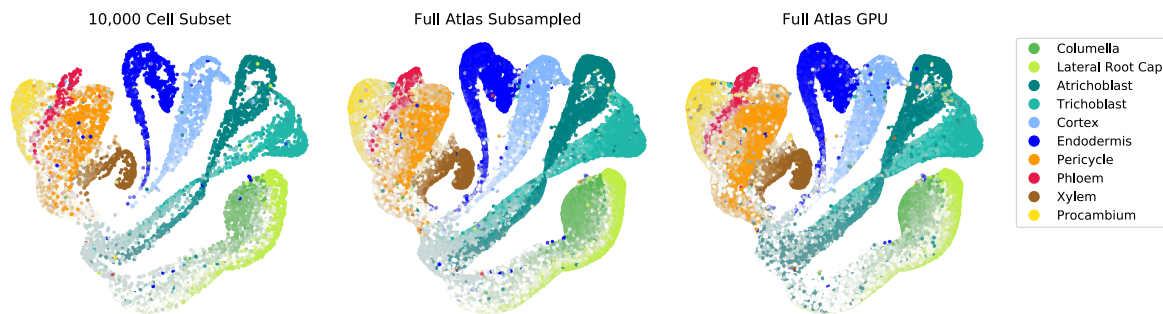 10,000 Cell Subset
Full Atlas Subsampled
Full Atlas GPU
Columella
Lateral Root Cap
Atrichoblast
Trichoblast
Cortex
Endodermis
Pericycle
Phloem
Xylem
Procambium